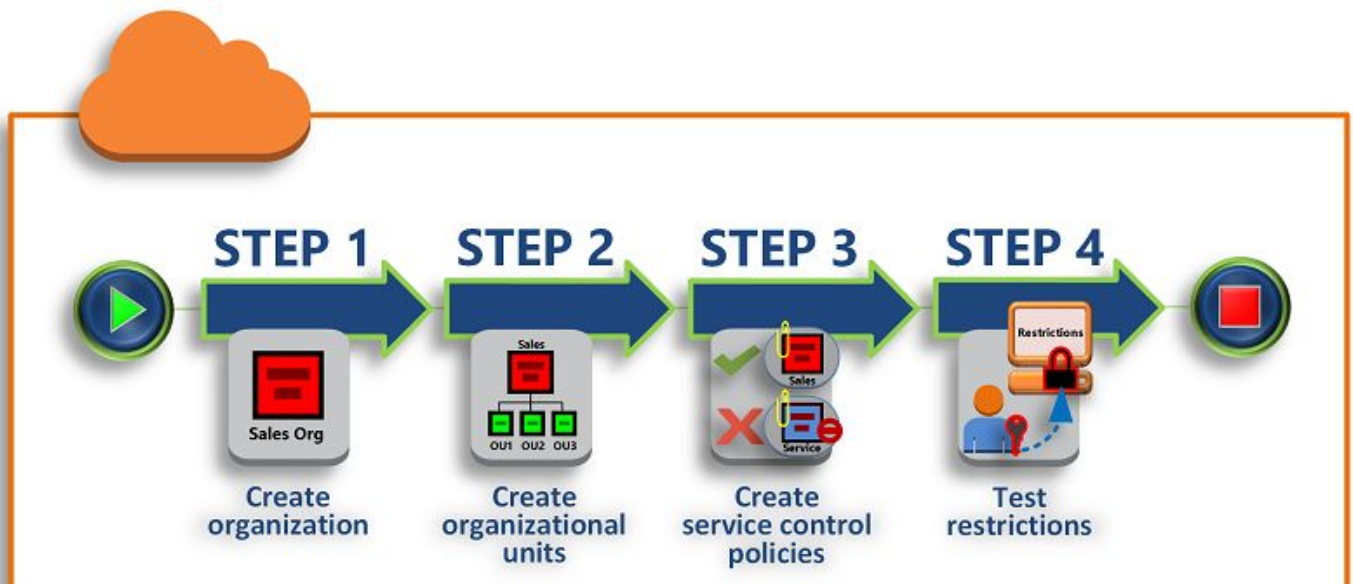 STEP 1
STEP 2
STEP 3
STEP 4
Sales Org
Sales
OU1 OU2 OU3
Sales
Service
Restrictions
Create
organization
Create
organizational
units
Create
service control
policies
Test
restrictions